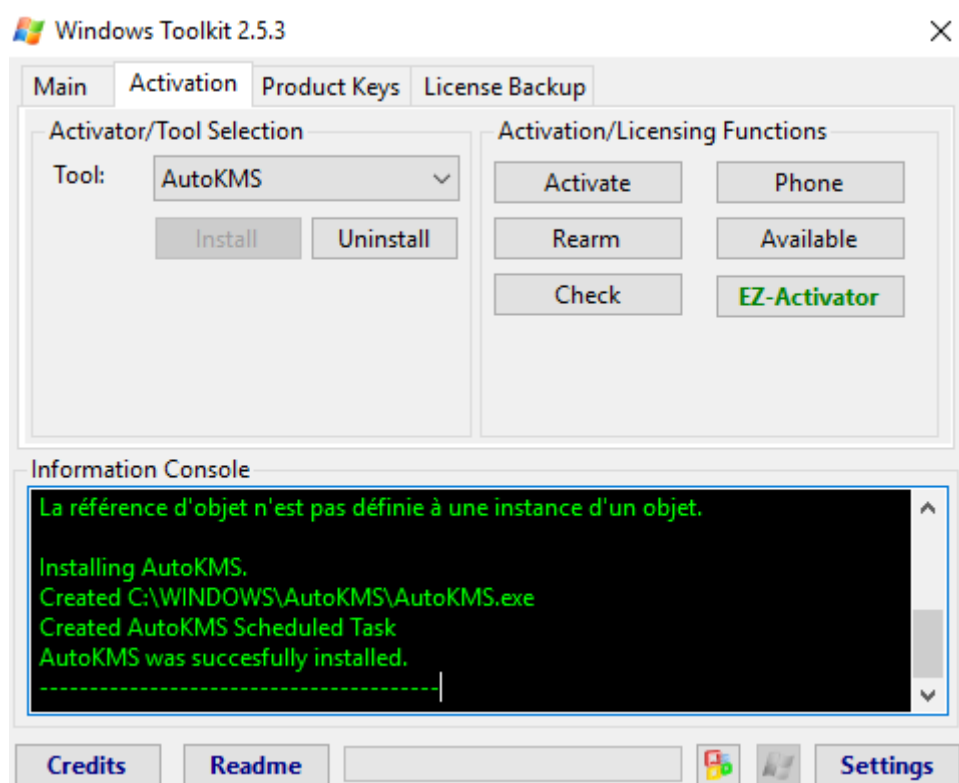 Windows Toolkit 2.5.3
Main Activation Product Keys License Backup
Activator/Tool Selection
Tool: AutoKMS
Install Uninstall
Activation/Licensing Functions
Activate Phone
Rearm Available
Check EZ-Activator
Information Console
La référence d'objet n'est pas définie à une instance d'un objet.
Installing AutoKMS.
Created C:\WINDOWS\AutoKMS\AutoKMS.exe
Created AutoKMS Scheduled Task
AutoKMS was succesfully installed.
----------------------------------------
Credits Readme Settings